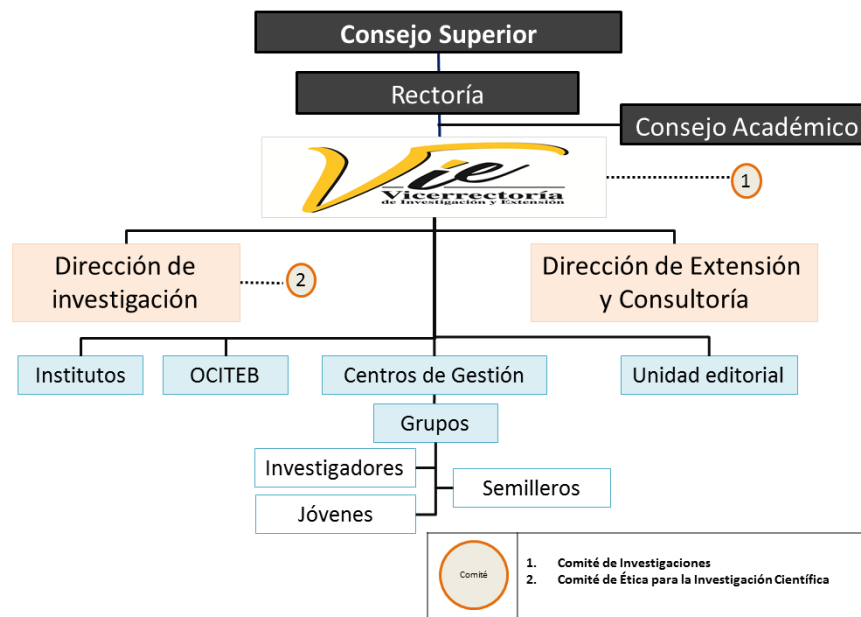 Consejo Superior
Rectoría
Consejo Académico
Vie
Vicerrectoría
de Investigación y Extensión
1
Dirección de
investigación
2
Dirección de Extensión
y Consultoría
Institutos
OCITEB
Centros de Gestión
Unidad editorial
Grupos
Investigadores
Semilleros
Jóvenes
Comité
1. Comité de Investigaciones
2. Comité de Ética para la Investigación Científica